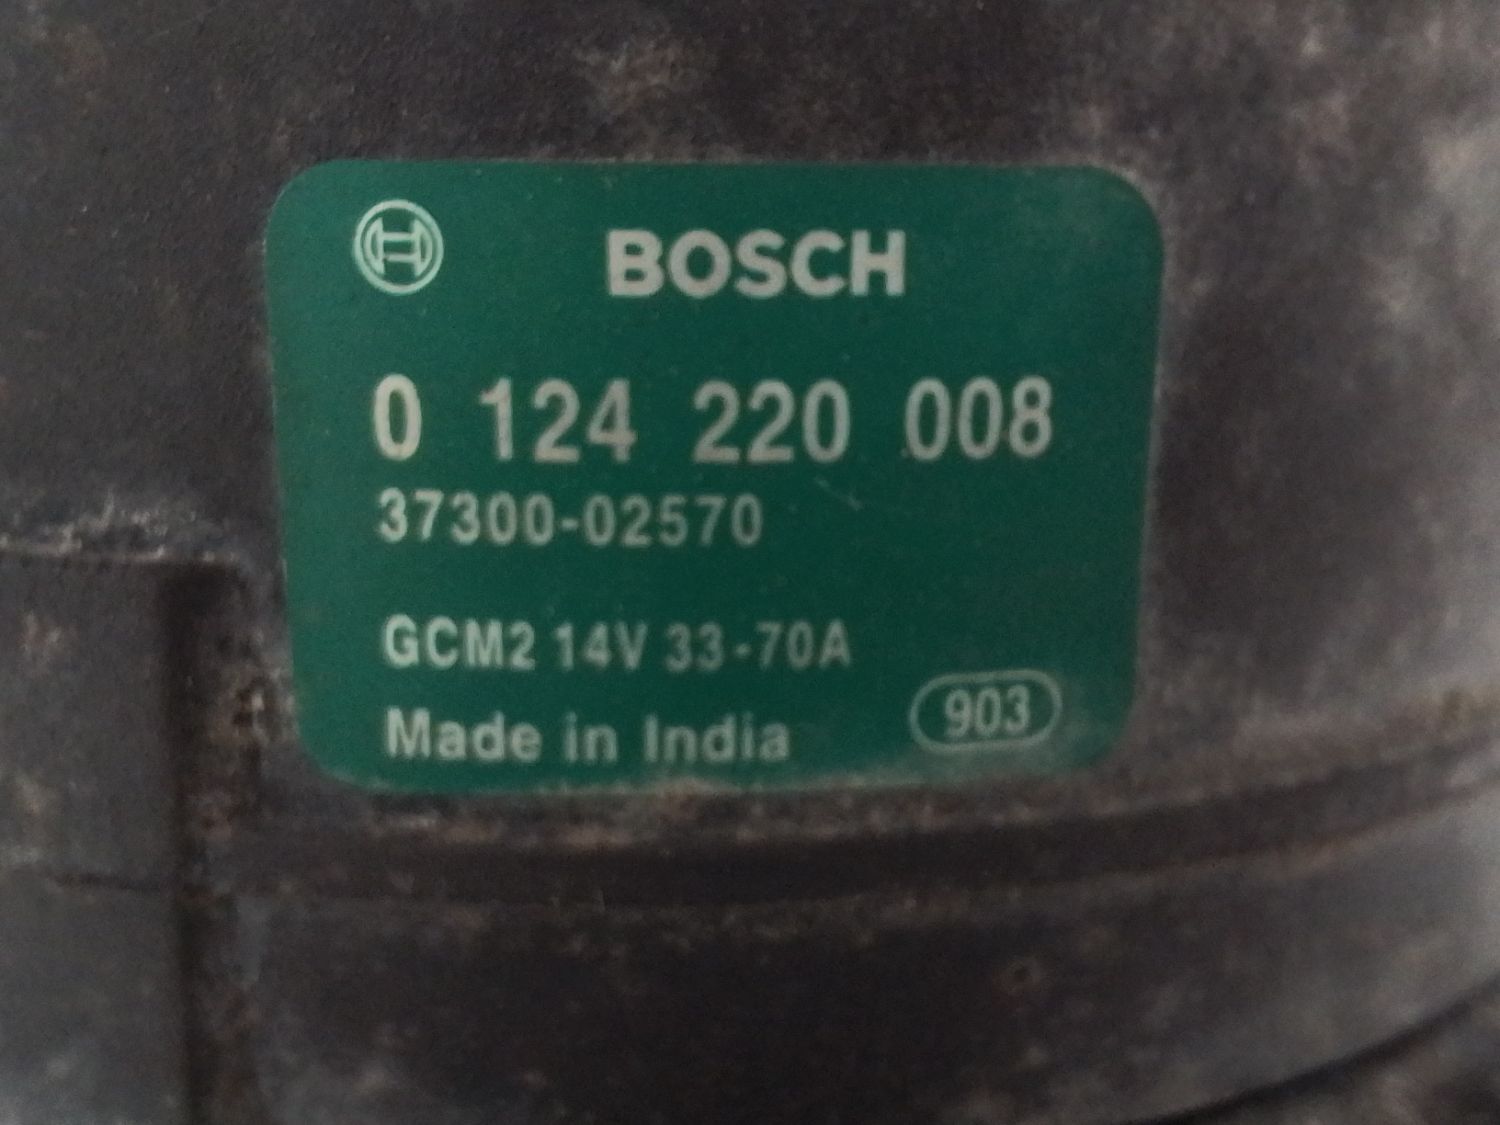 BOSCH
0 124 220 008
37300-02570
GCM2 14V 33-70A
Made in India
903